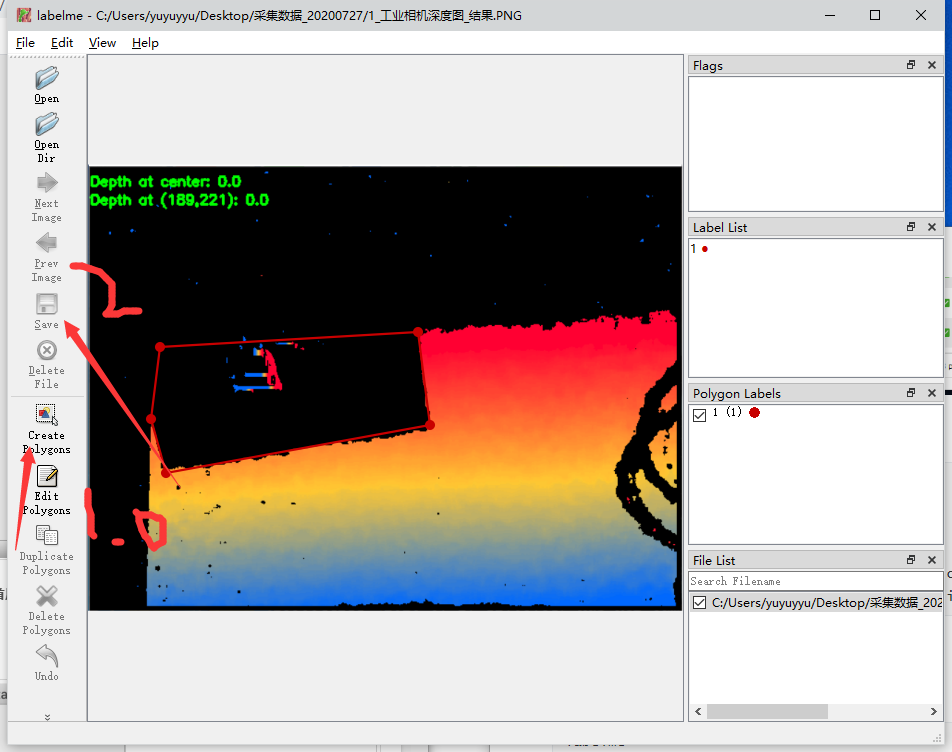 labelme - C:/Users/yuyuyyu/Desktop/采集数据_20200727/1_工业相机深度图_结果.PNG
File Edit View Help
Open
Open
Dir
Next
Image
Prev
Image
Save
Delete
File
Create
Polygons
Edit
Polygons
Duplicate
Polygons
Delete
Polygons
Undo
Depth at center: 0.0
Depth at (189,221): 0.0
Flags
Label List
1
Polygon Labels
1 (1)
File List
Search Filename
C:/Users/yuyuyyu/Desktop/采集数据_202